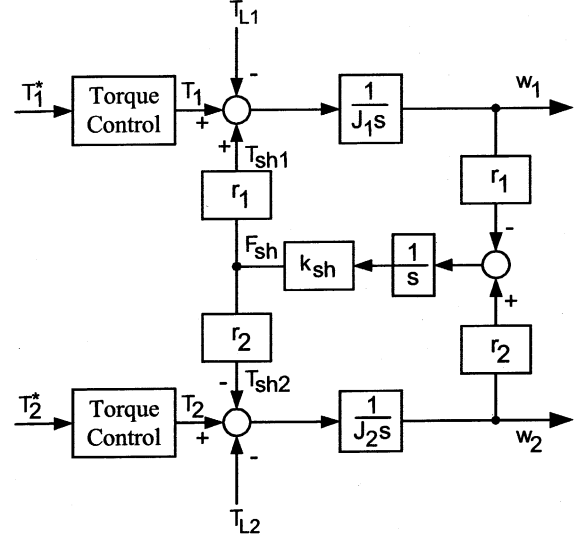 T_L1
-
T_1^*
Torque
Control
T_1
+
+
T_sh1
1
J_1s
w_1
r_1
r_1
-
F_sh
k_sh
1
s
+
r_2
r_2
-
T_sh2
T_2^*
Torque
Control
T_2
+
-
1
J_2s
w_2
T_L2